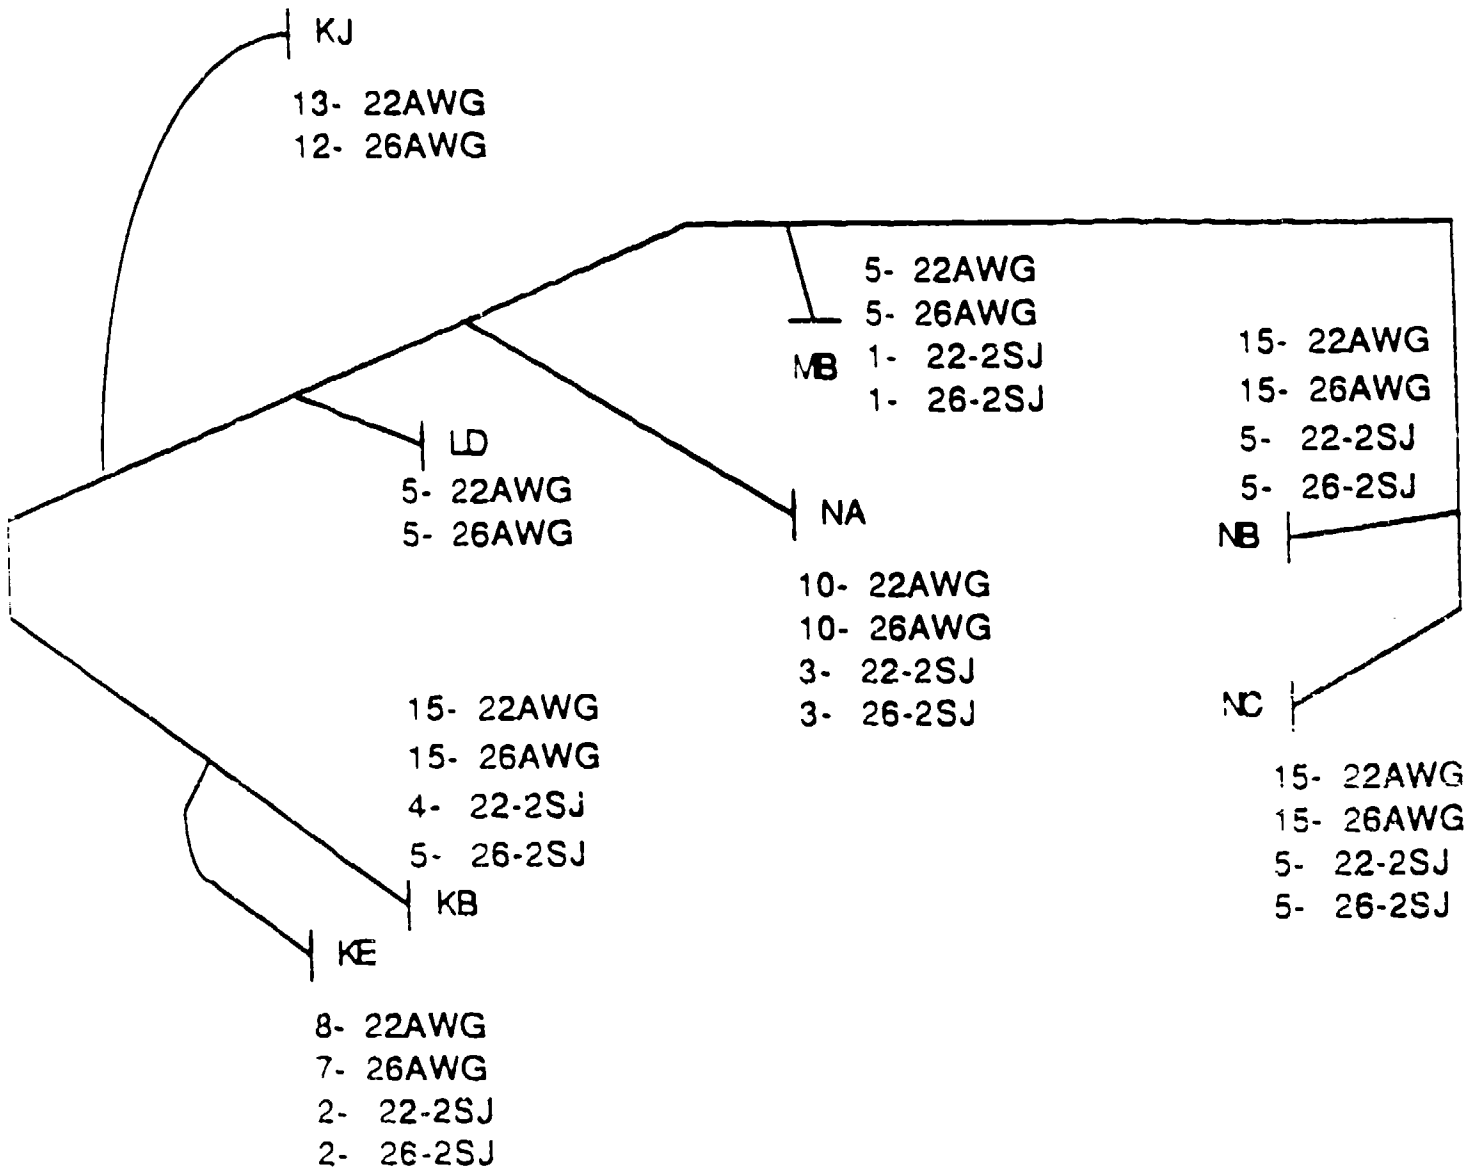 KJ
13- 22AWG
12- 26AWG
5- 22AWG
5- 26AWG
1- 22-2SJ
1- 26-2SJ
MB
15- 22AWG
15- 26AWG
5- 22-2SJ
5- 26-2SJ
NB
LD
5- 22AWG
5- 26AWG
NA
10- 22AWG
10- 26AWG
3- 22-2SJ
3- 26-2SJ
NC
15- 22AWG
15- 26AWG
5- 22-2SJ
5- 26-2SJ
15- 22AWG
15- 26AWG
4- 22-2SJ
5- 26-2SJ
KB
KE
8- 22AWG
7- 26AWG
2- 22-2SJ
2- 26-2SJ